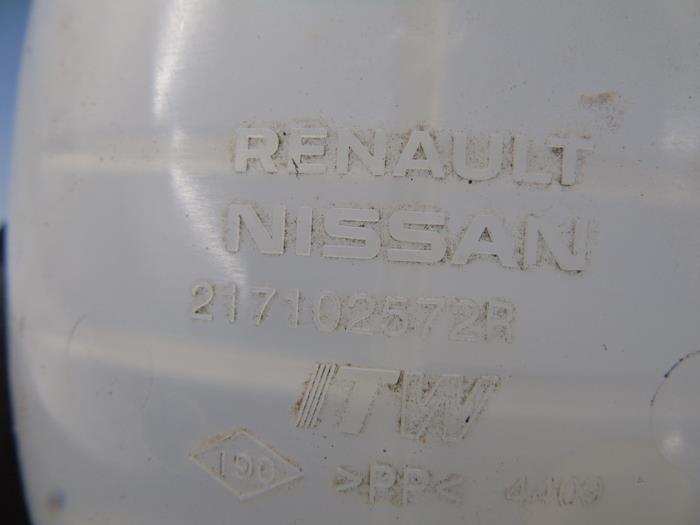 RENAULT
NISSAN
217102572R
ITW
190 >PP< 4409